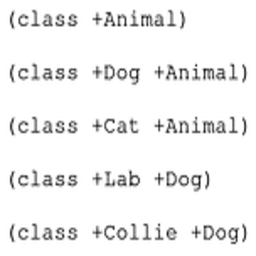 (class +Animal)
(class +Dog +Animal)
(class +Cat +Animal)
(class +Lab +Dog)
(class +Collie +Dog)